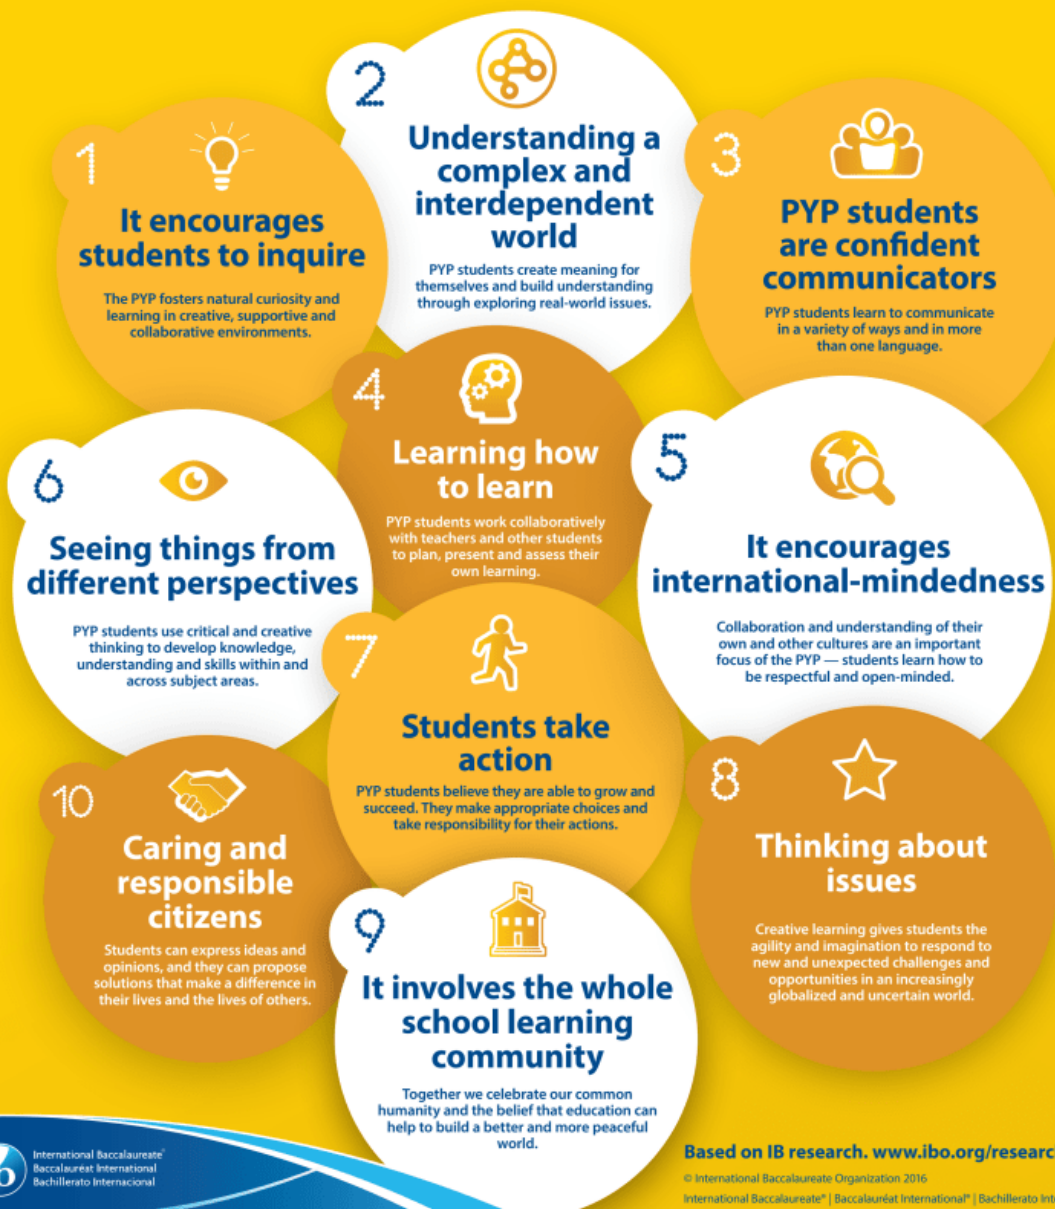 1
It encourages
students to inquire
The PYP fosters natural curiosity and
learning in creative, supportive and
collaborative environments.
2
Understanding a
complex and
interdependent
world
PYP students create meaning for
themselves and build understanding
through exploring real-world issues.
3
PYP students
are confident
communicators
PYP students learn to communicate
in a variety of ways and in more
than one language.
4
Learning how
to learn
PYP students work collaboratively
with teachers and other students
to plan, present and assess their
own learning.
5
It encourages
international-mindedness
Collaboration and understanding of their
own and other cultures are an important
focus of the PYP — students learn how to
be respectful and open-minded.
6
Seeing things from
different perspectives
PYP students use critical and creative
thinking to develop knowledge,
understanding and skills within and
across subject areas.
7
Students take
action
PYP students believe they are able to grow and
succeed. They make appropriate choices and
take responsibility for their actions.
8
Thinking about
issues
Creative learning gives students the
agility and imagination to respond to
new and unexpected challenges and
opportunities in an increasingly
globalized and uncertain world.
9
It involves the whole
school learning
community
Together we celebrate our common
humanity and the belief that education can
help to build a better and more peaceful
world.
10
Caring and
responsible
citizens
Students can express ideas and
opinions, and they can propose
solutions that make a difference in
their lives and the lives of others.
International Baccalaureate®
Baccalauréat International
Bachillerato Internacional
Based on IB research. www.ibo.org/researc
© International Baccalaureate Organization 2016
International Baccalaureate® | Baccalauréat International® | Bachillerato Int